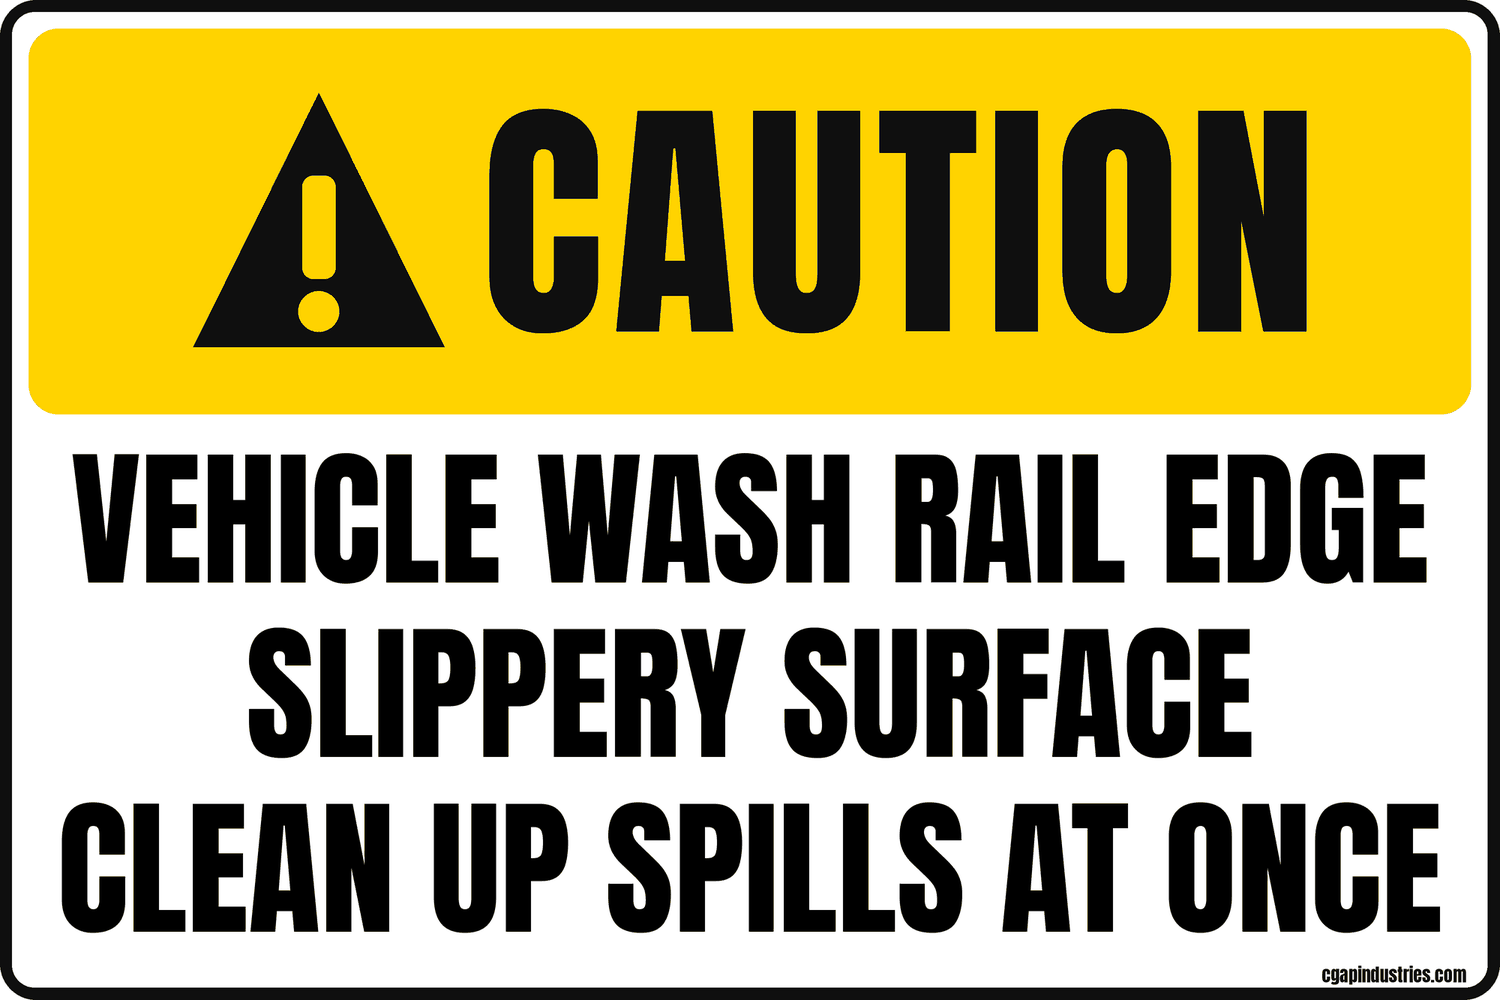 CAUTION
VEHICLE WASH RAIL EDGE
SLIPPERY SURFACE
CLEAN UP SPILLS AT ONCE
cgapindustries.com